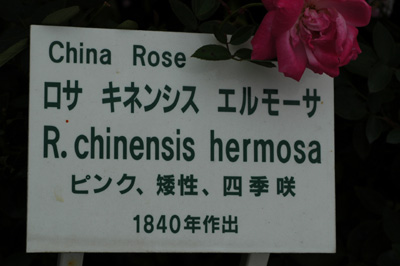 China Rose
ロサ キネンシス エルモーサ
R. chinensis hermosa
ピンク、矮性、四季咲
1840年作出